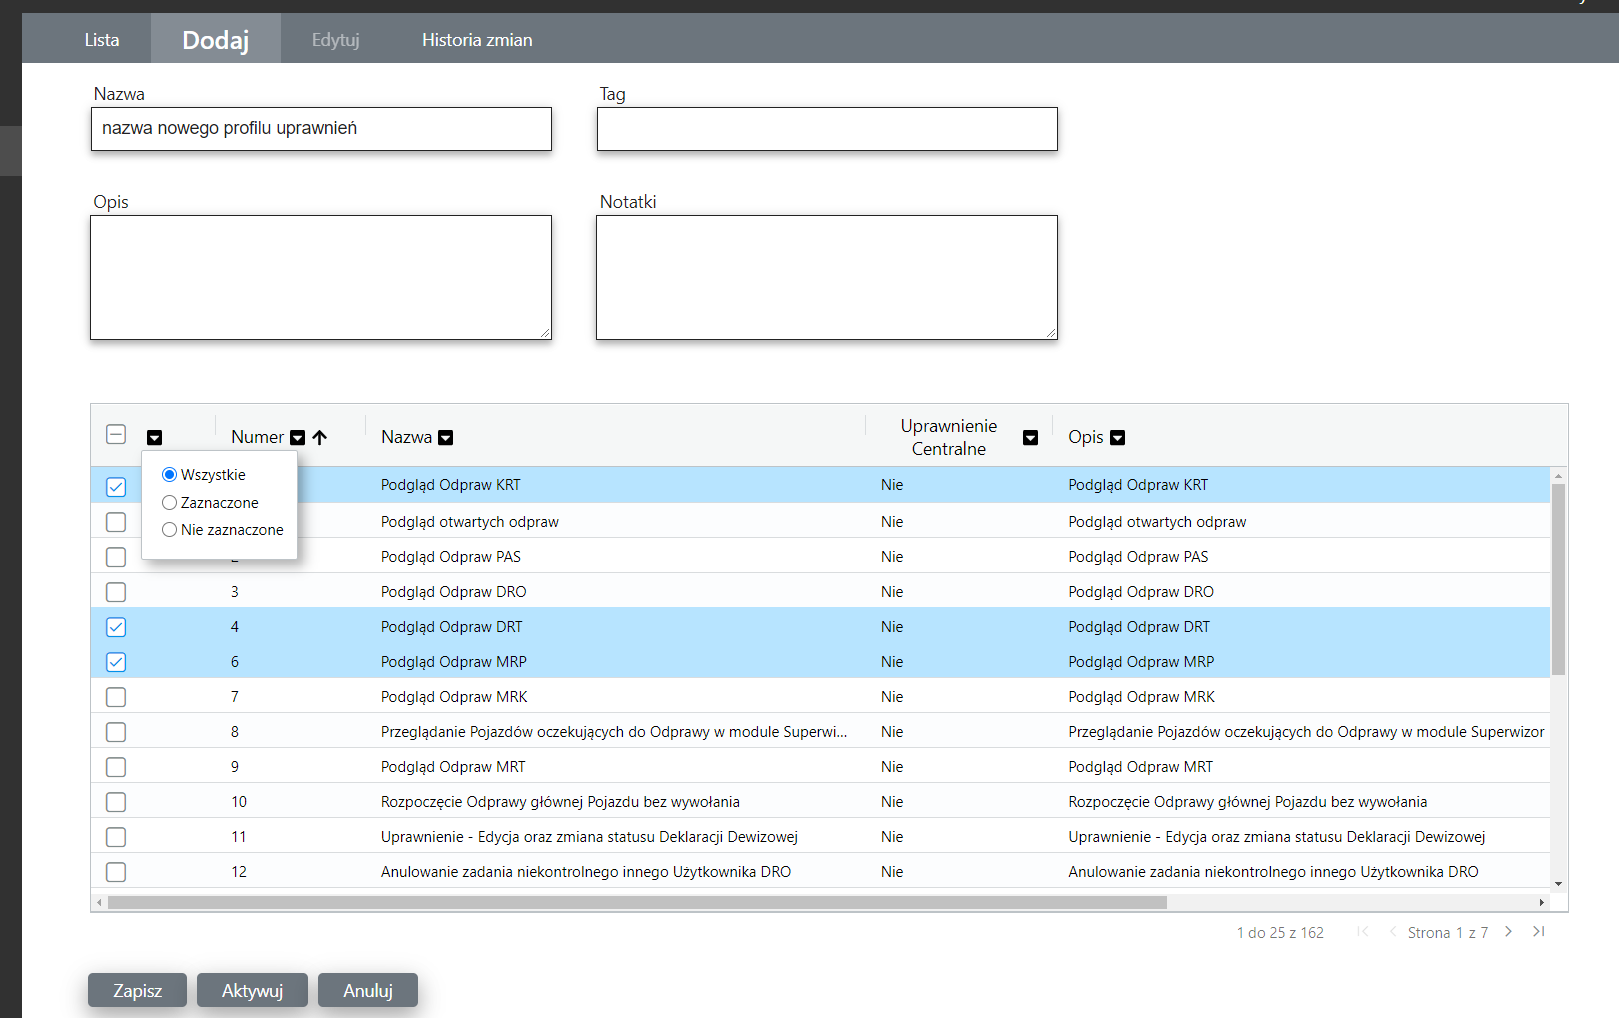 Lista Dodaj Edytuj Historia zmian
Nazwa Tag
nazwa nowego profilu uprawnień
Opis Notatki
Numer Nazwa Uprawnienie Centralne Opis
Wszystkie
Zaznaczone
Nie zaznaczone
Podgląd Odpraw KRT Nie Podgląd Odpraw KRT
Podgląd otwartych odpraw Nie Podgląd otwartych odpraw
Podgląd Odpraw PAS Nie Podgląd Odpraw PAS
3 Podgląd Odpraw DRO Nie Podgląd Odpraw DRO
4 Podgląd Odpraw DRT Nie Podgląd Odpraw DRT
6 Podgląd Odpraw MRP Nie Podgląd Odpraw MRP
7 Podgląd Odpraw MRK Nie Podgląd Odpraw MRK
8 Przeglądanie Pojazdów oczekujących do Odprawy w module Superwi... Nie Przeglądanie Pojazdów oczekujących do Odprawy w module Superwizor
9 Podgląd Odpraw MRT Nie Podgląd Odpraw MRT
10 Rozpoczęcie Odprawy głównej Pojazdu bez wywołania Nie Rozpoczęcie Odprawy głównej Pojazdu bez wywołania
11 Uprawnienie - Edycja oraz zmiana statusu Deklaracji Dewizowej Nie Uprawnienie - Edycja oraz zmiana statusu Deklaracji Dewizowej
12 Anulowanie zadania niekontrolnego innego Użytkownika DRO Nie Anulowanie zadania niekontrolnego innego Użytkownika DRO
1 do 25 z 162 Strona 1 z 7
Zapisz Aktywuj Anuluj